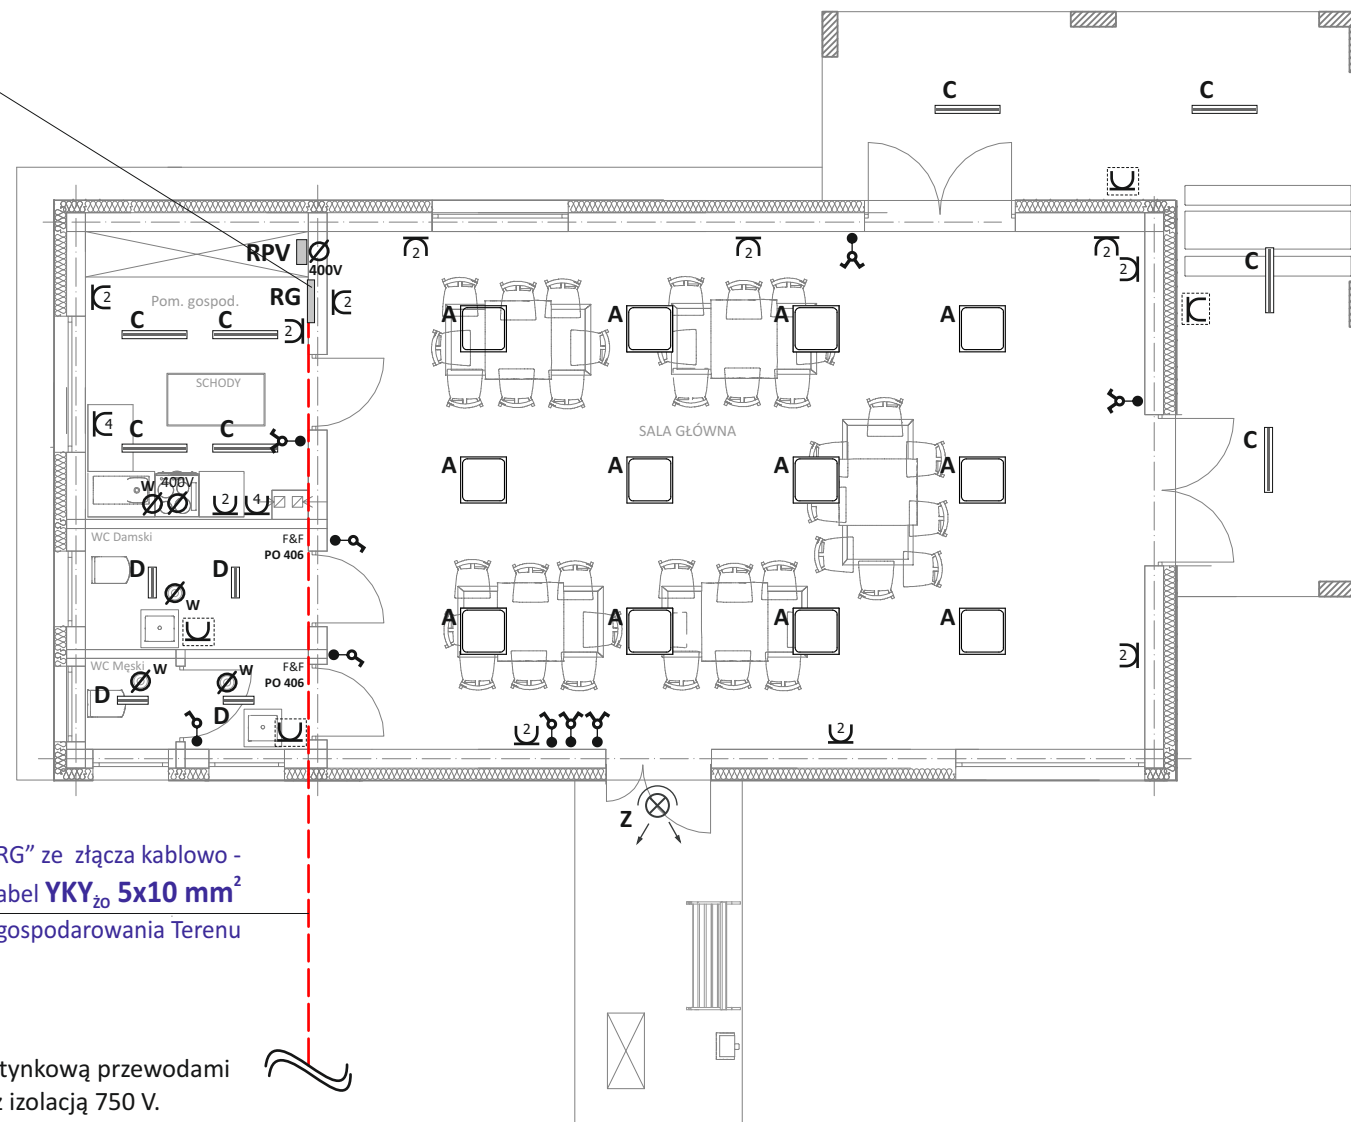 C C
RPV
400V
RG
2
2
2
2
2
2
2
Pom. gospod.
C C
C
A A A A
SCHODY
4
C C
SALA GŁÓWNA
C
A A A A
W 400V
2 4
WC Damski
F&F
PO 406
D D
W
A A A A
WC Męski
W W
F&F
PO 406
D
D
2
2
2
Z
RG” ze złącza kablowo -
abel YKYżo 5x10 mm²
gospodarowania Terenu
tynkową przewodami
z izolacją 750 V.